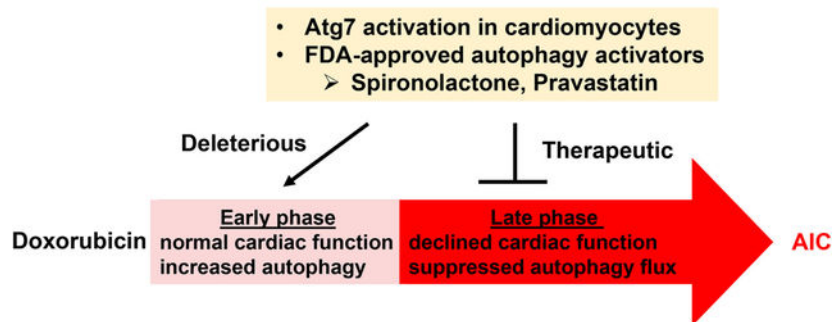 • Atg7 activation in cardiomyocytes
• FDA-approved autophagy activators
➢ Spironolactone, Pravastatin
Deleterious
Therapeutic
Doxorubicin
Early phase
normal cardiac function
increased autophagy
Late phase
declined cardiac function
suppressed autophagy flux
AIC